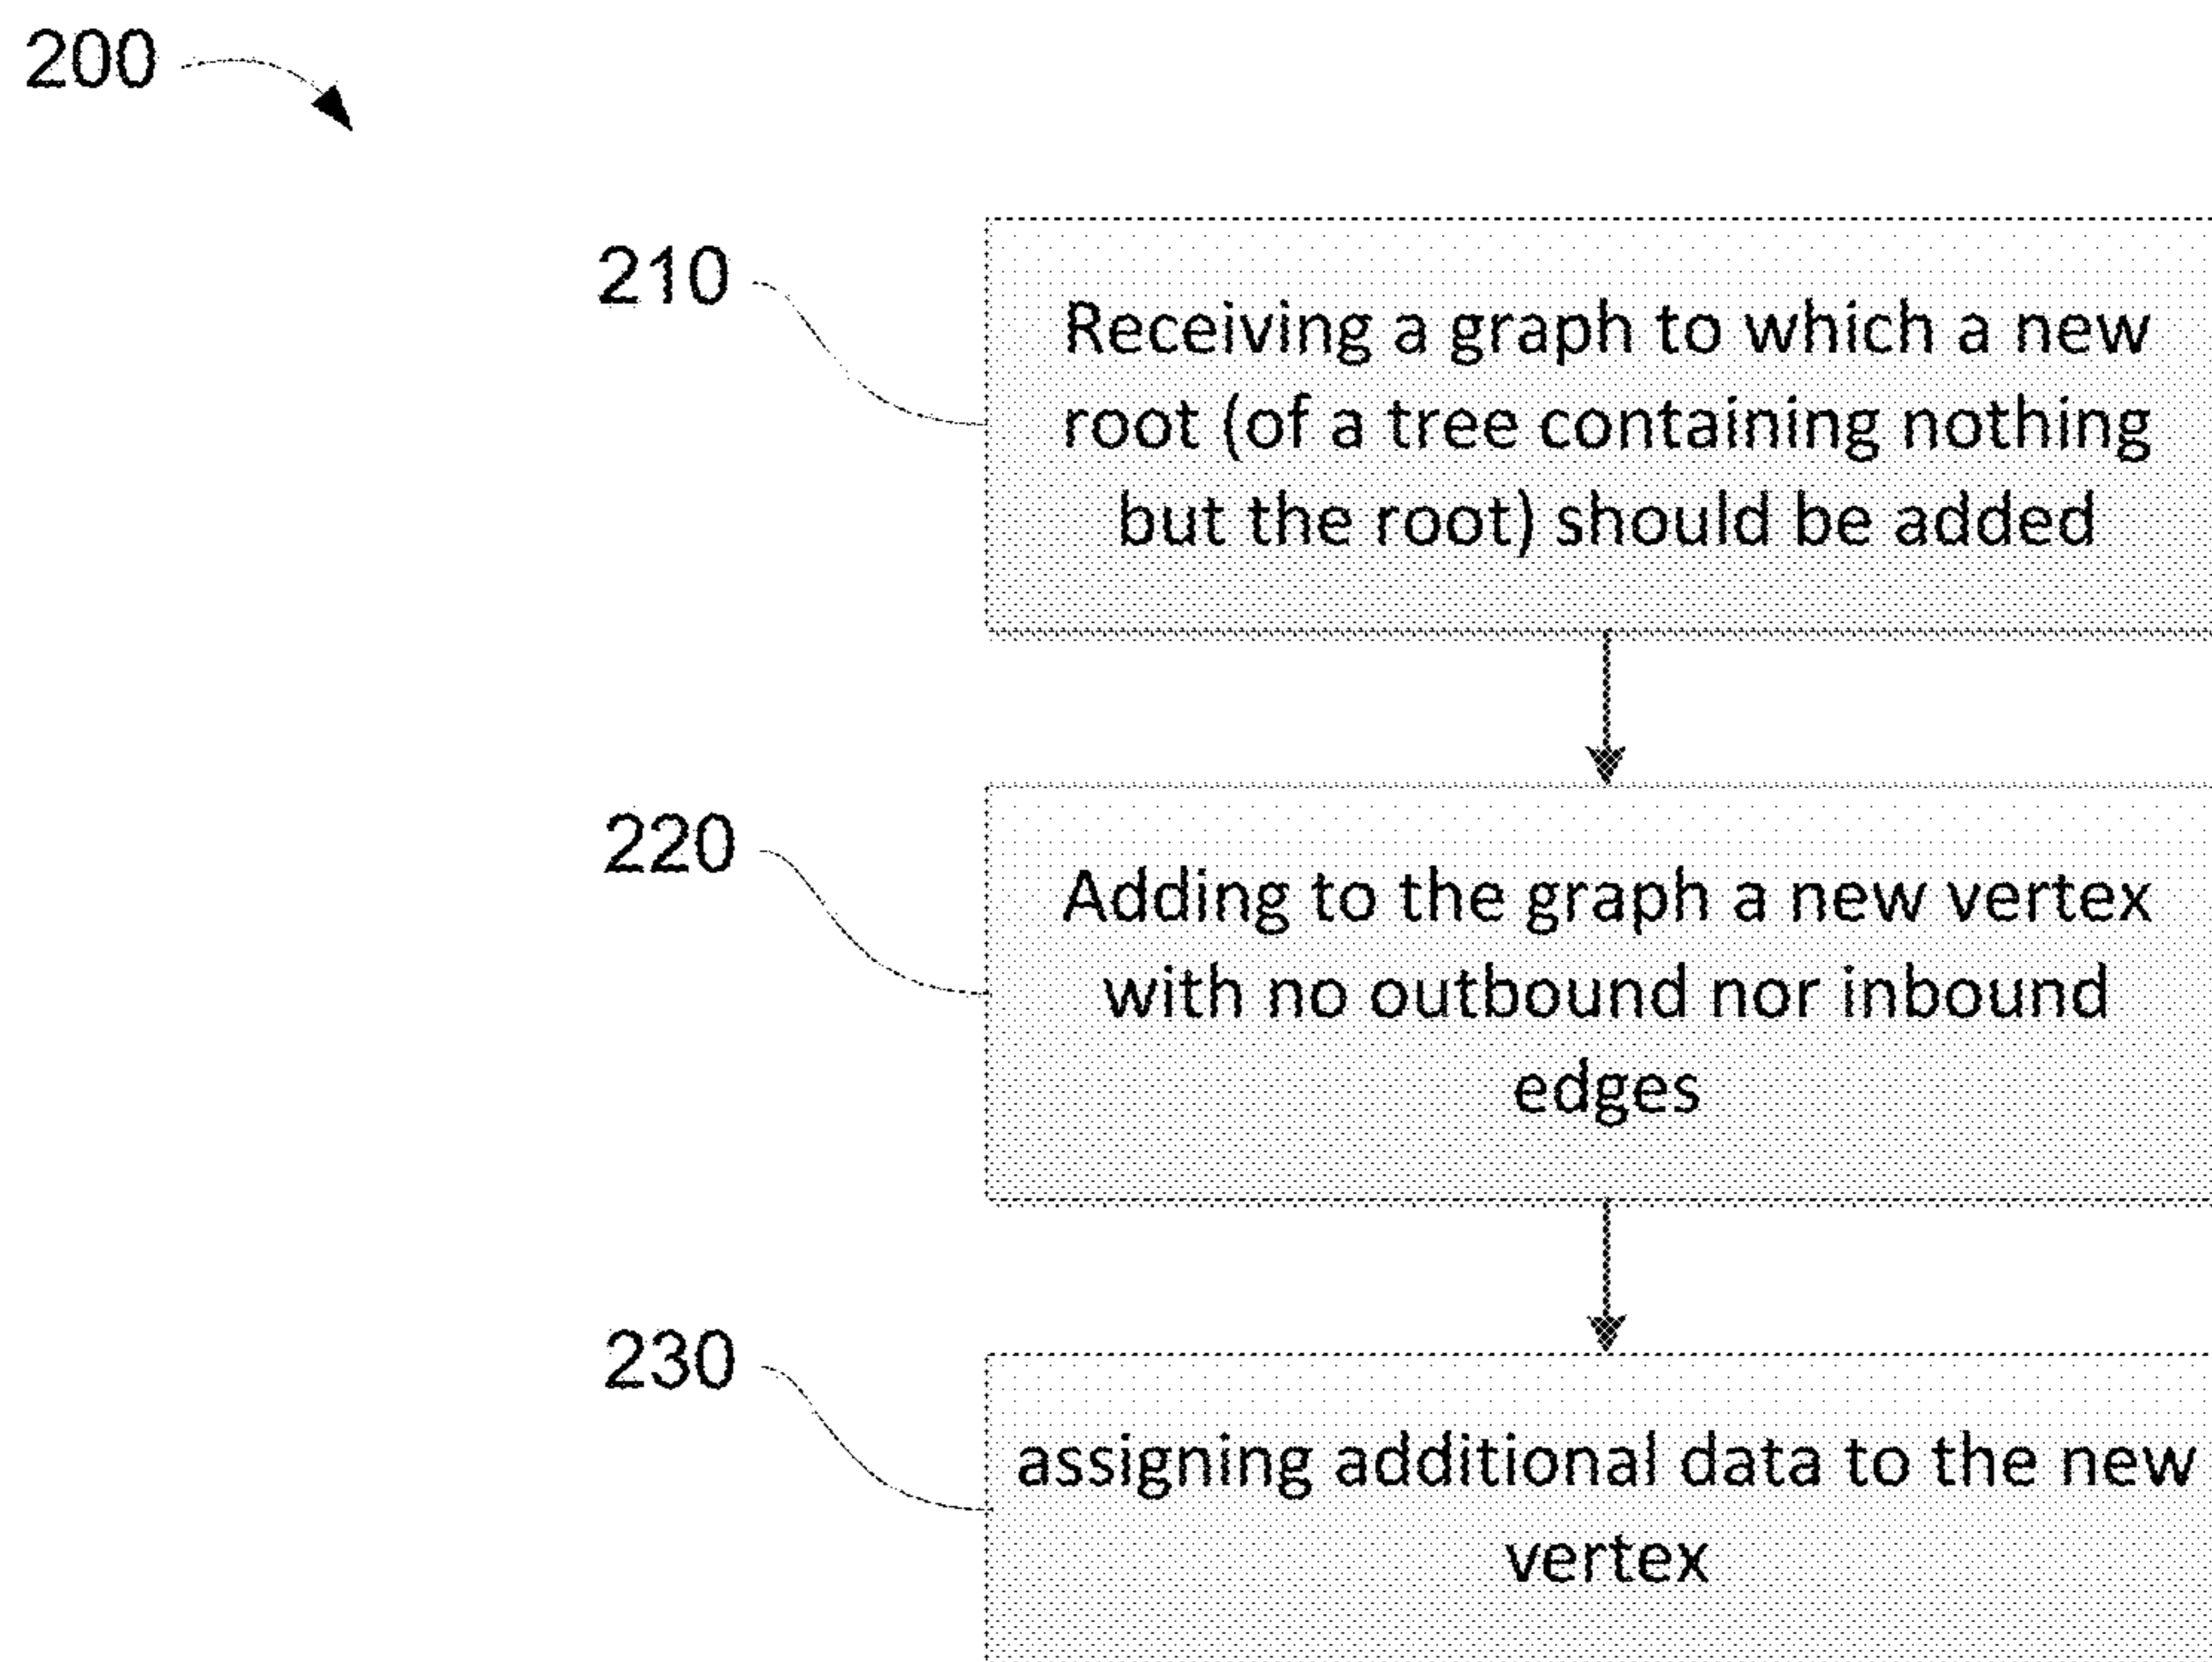 200
210
Receiving a graph to which a new
root (of a tree containing nothing
but the root) should be added
220
Adding to the graph a new vertex
with no outbound nor inbound
edges
230
assigning additional data to the new
vertex